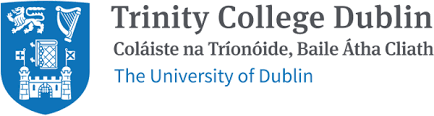 Trinity College Dublin
Coláiste na Tríonóide, Baile Átha Cliath
The University of Dublin